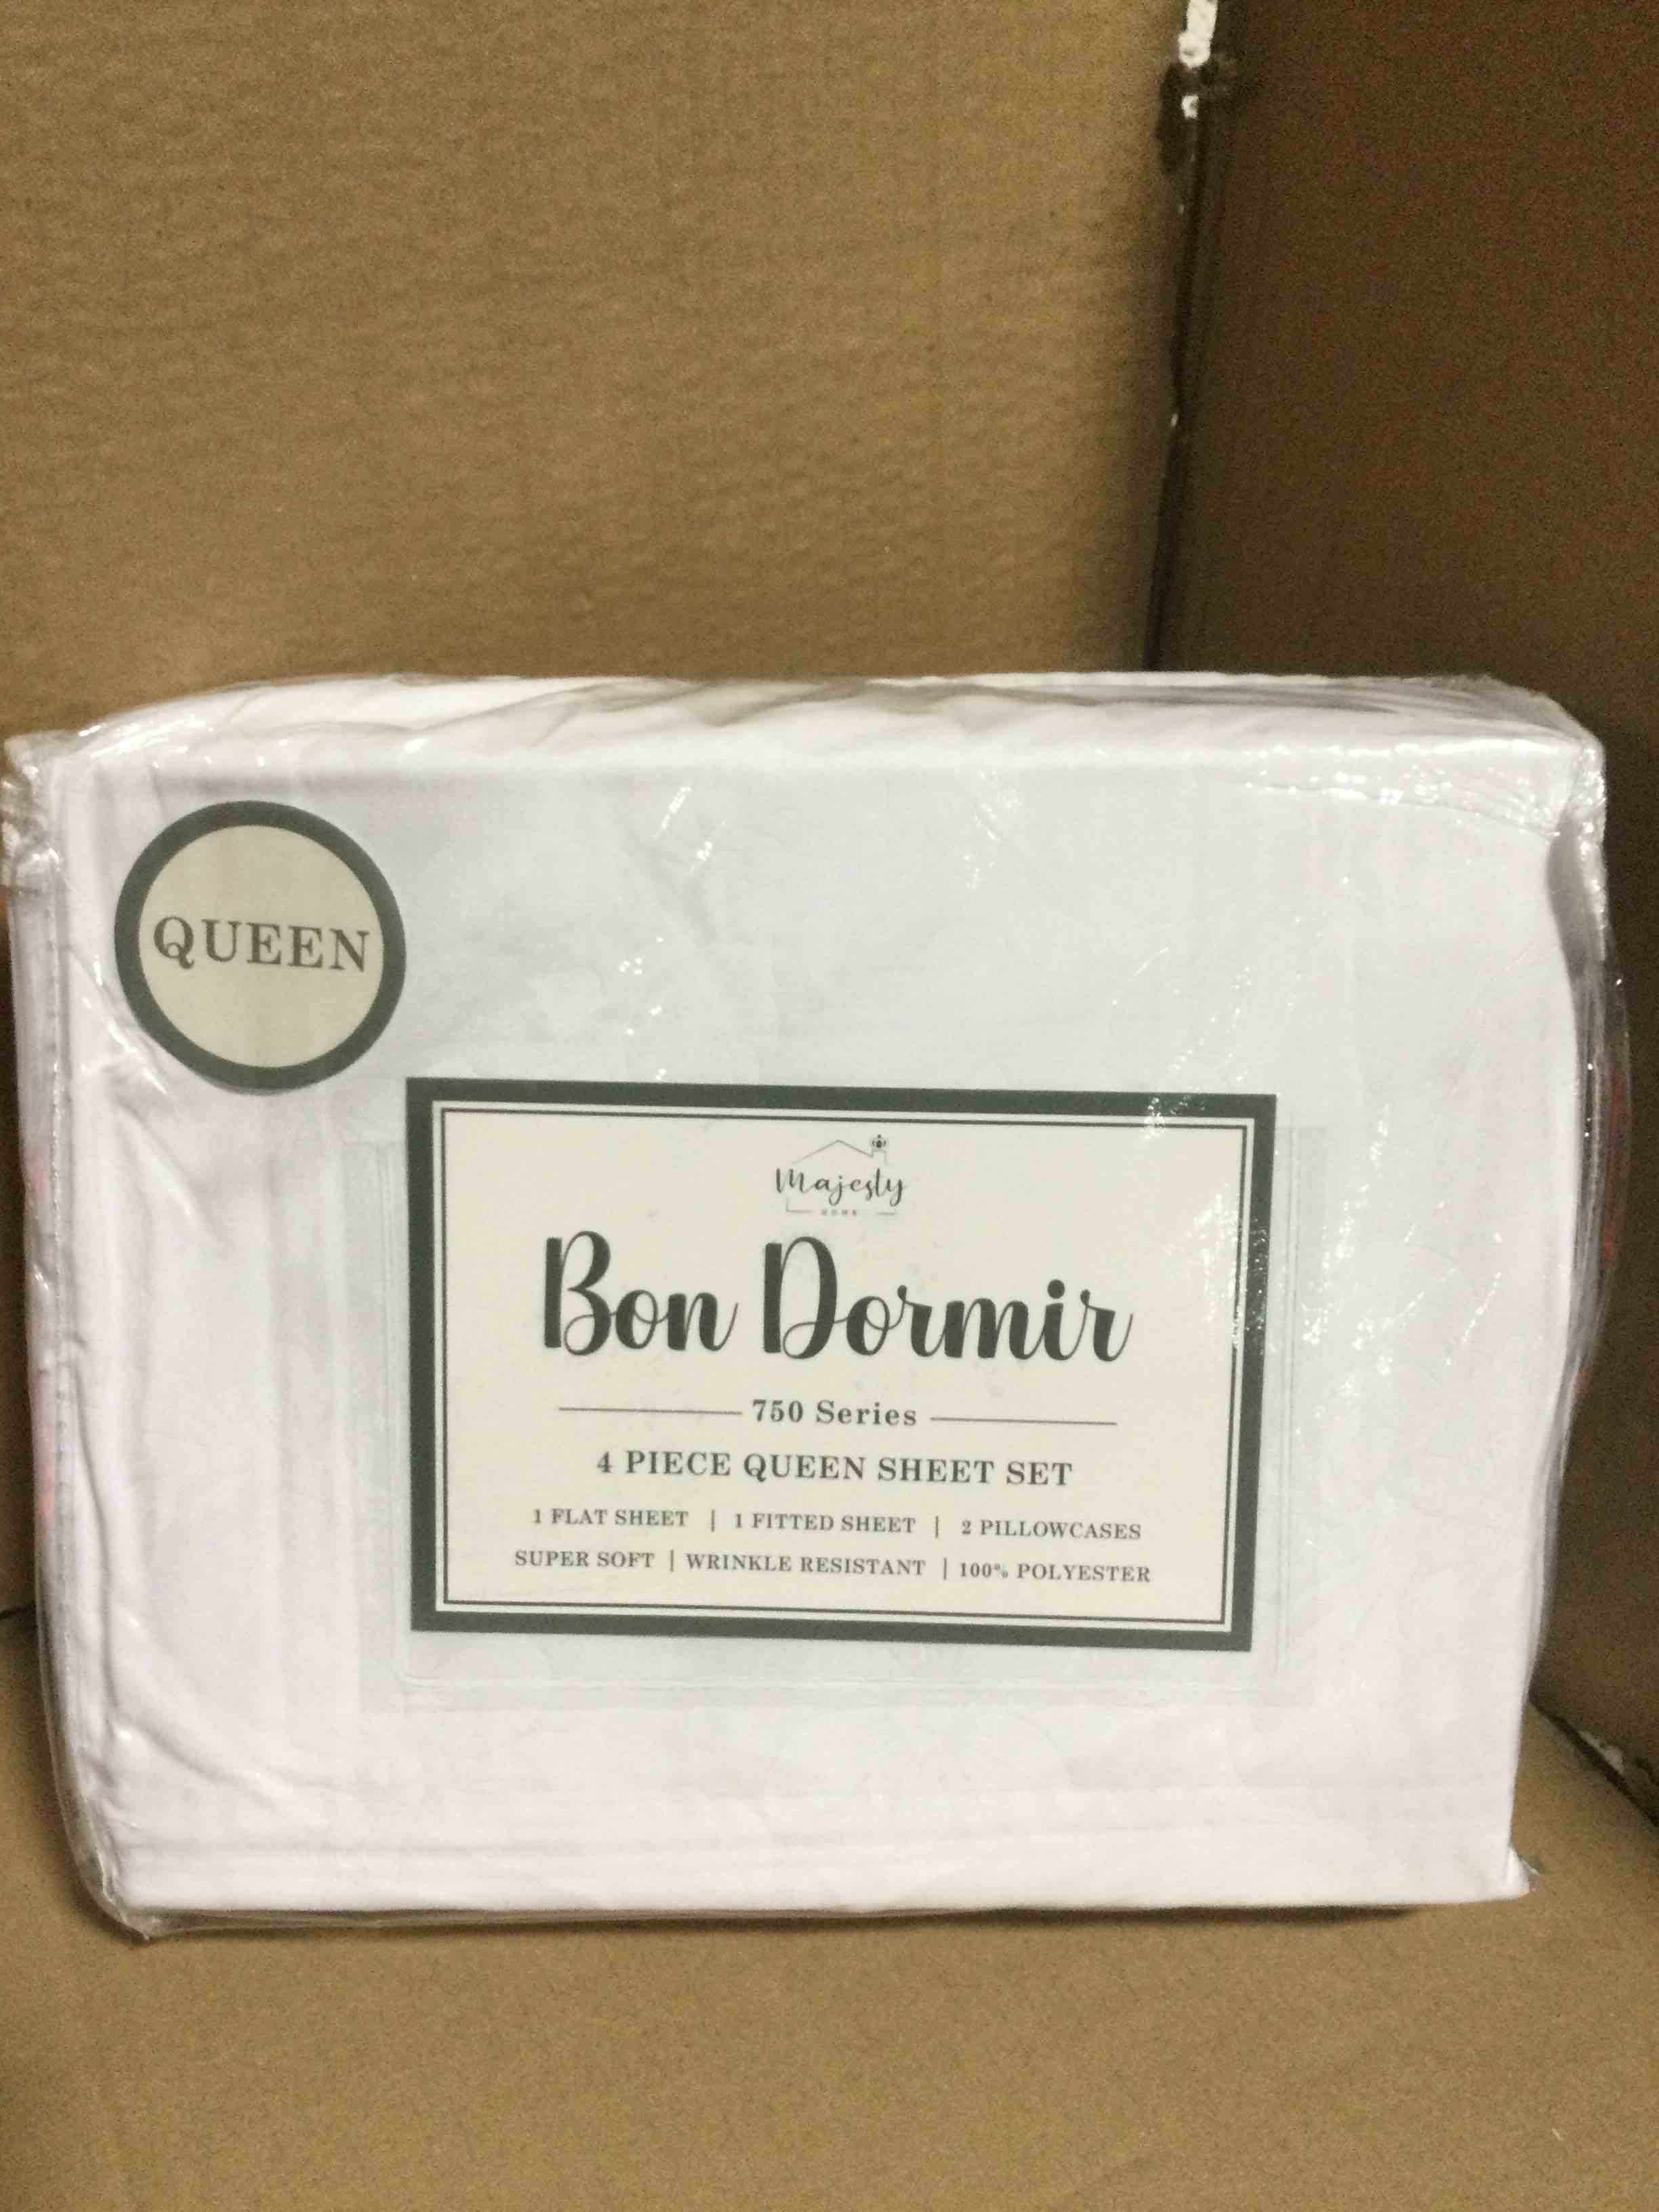 QUEEN
Majesty
HOME
Bon Dormir
750 Series
4 PIECE QUEEN SHEET SET
1 FLAT SHEET | 1 FITTED SHEET | 2 PILLOWCASES
SUPER SOFT | WRINKLE RESISTANT | 100% POLYESTER